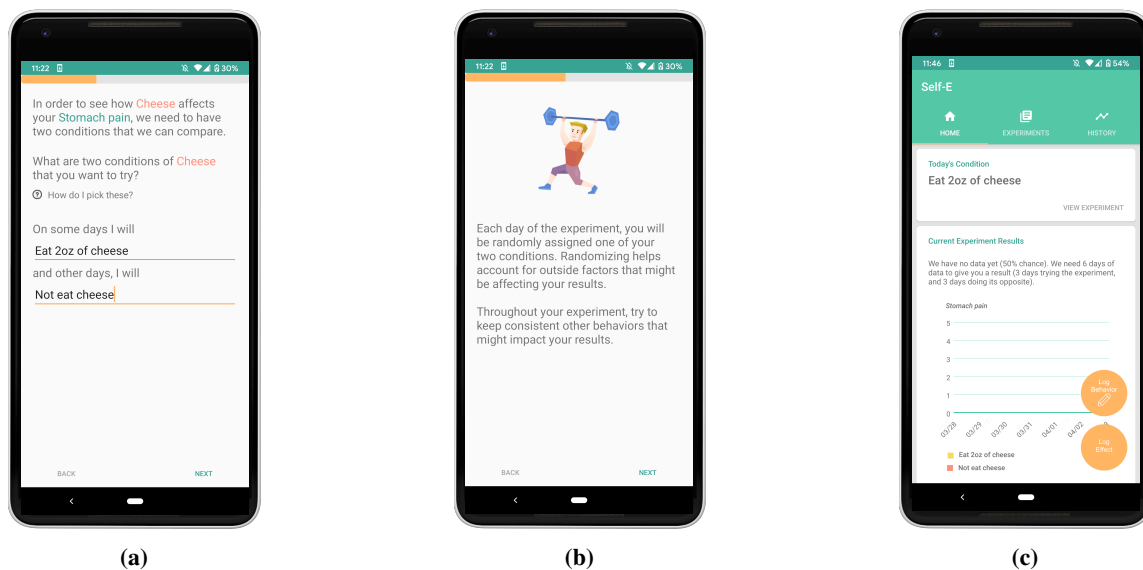 11:22
30%
In order to see how Cheese affects
your Stomach pain, we need to have
two conditions that we can compare.
What are two conditions of Cheese
that you want to try?
How do I pick these?
On some days I will
Eat 2oz of cheese
and other days, I will
Not eat cheese
BACK NEXT
(a)
11:22
30%
Each day of the experiment, you will
be randomly assigned one of your
two conditions. Randomizing helps
account for outside factors that might
be affecting your results.
Throughout your experiment, try to
keep consistent other behaviors that
might impact your results.
BACK NEXT
(b)
11:46
54%
Self-E
HOME EXPERIMENTS HISTORY
Today's Condition
Eat 2oz of cheese
VIEW EXPERIMENT
Current Experiment Results
We have no data yet (50% chance). We need 6 days of
data to give you a result (3 days trying the experiment,
and 3 days doing its opposite).
Stomach pain
5
4
3
2
1
0
03/28 03/29 03/30 03/31 04/01 04/02
Log
Behavior
Log
Effect
Eat 2oz of cheese
Not eat cheese
(c)